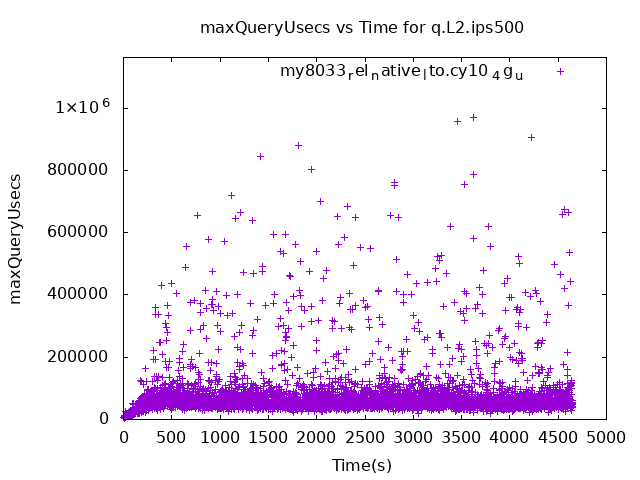 maxQueryUsecs vs Time for q.L2.ips500
my8033ᵣelₙativeₗto.cy10₄gᵤ
1×10⁶
800000
600000
400000
200000
0
maxQueryUsecs
0 500 1000 1500 2000 2500 3000 3500 4000 4500 5000
Time(s)